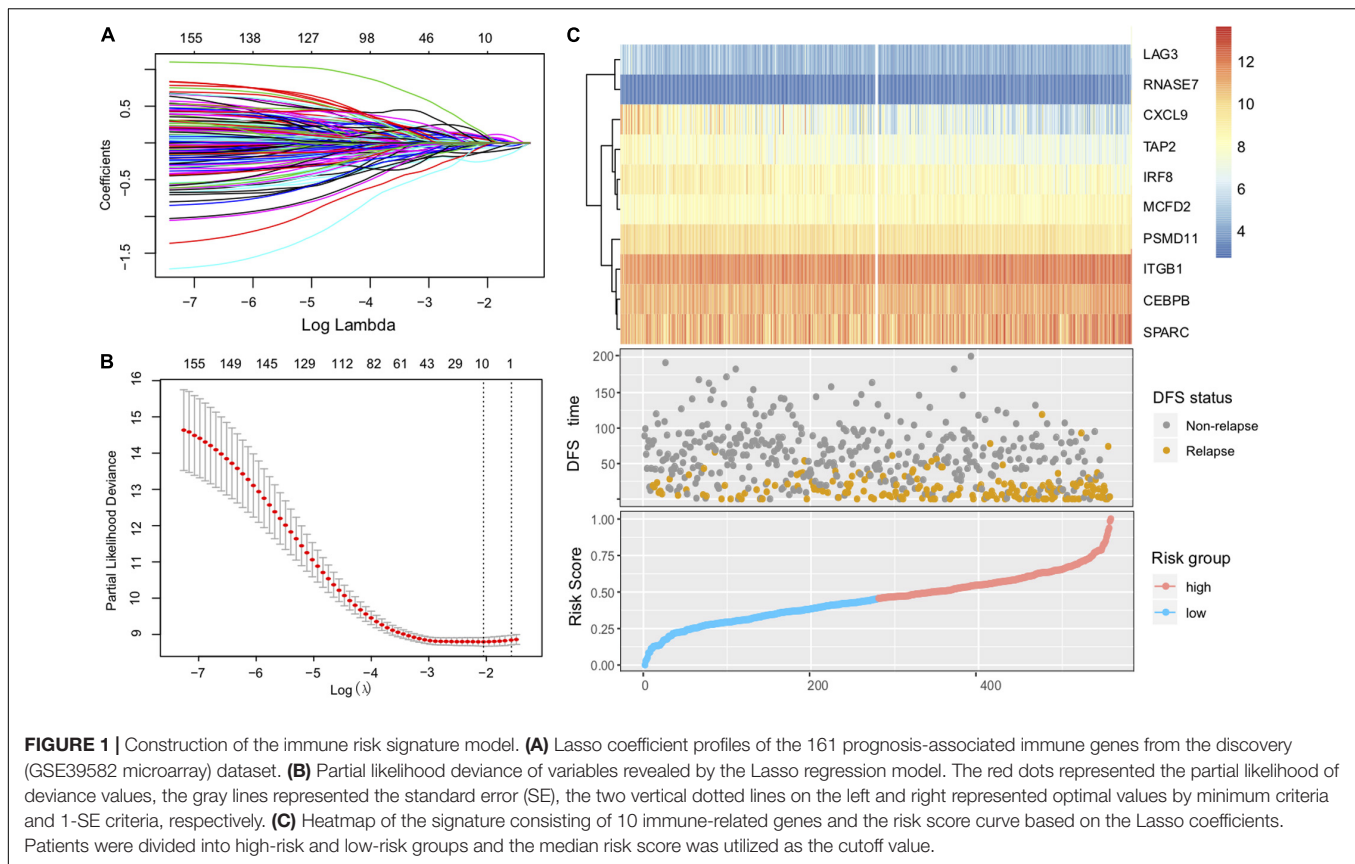 A
155 138 127 98 46 10
Coefficients
0.5
−0.5
−1.5
−7 −6 −5 −4 −3 −2
Log Lambda
B
155 149 145 129 112 82 61 43 29 10 1
Partial Likelihood Deviance
16
15
14
13
12
11
10
9
−7 −6 −5 −4 −3 −2
Log (λ)
C
LAG3
RNASE7
CXCL9
TAP2
IRF8
MCFD2
PSMD11
ITGB1
CEBPB
SPARC
12
10
8
6
4
DFS time
200
150
100
50
DFS status
Non-relapse
Relapse
Risk Score
1.00
0.75
0.50
0.25
0.00
0 200 400
Risk group
high
low
FIGURE 1 | Construction of the immune risk signature model. (A) Lasso coefficient profiles of the 161 prognosis-associated immune genes from the discovery
(GSE39582 microarray) dataset. (B) Partial likelihood deviance of variables revealed by the Lasso regression model. The red dots represented the partial likelihood of
deviance values, the gray lines represented the standard error (SE), the two vertical dotted lines on the left and right represented optimal values by minimum criteria
and 1-SE criteria, respectively. (C) Heatmap of the signature consisting of 10 immune-related genes and the risk score curve based on the Lasso coefficients.
Patients were divided into high-risk and low-risk groups and the median risk score was utilized as the cutoff value.